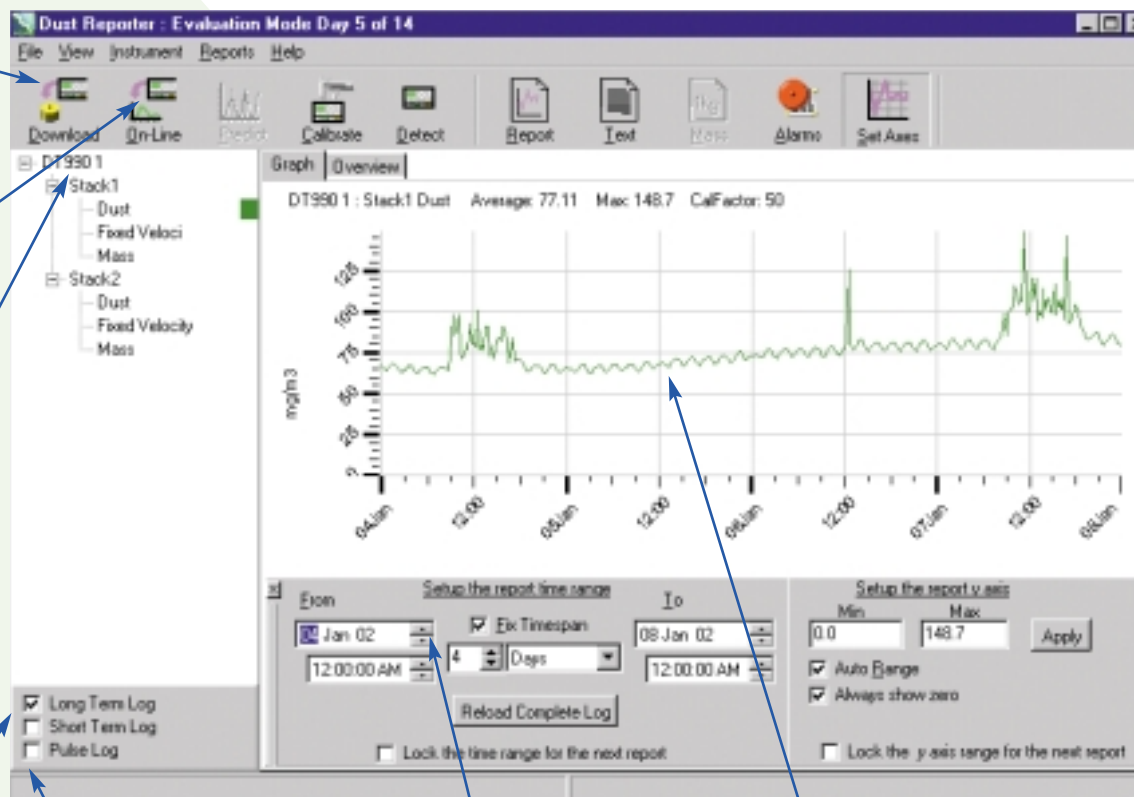 Dust Reporter : Evaluation Mode Day 5 of 14
File View Instrument Reports Help
Download On-Line Predict Calibrate Detect Report Text Mass Alarms Set Axes
DT990 1
Stack1
Dust
Fixed Veloci
Mass
Stack2
Dust
Fixed Velocity
Mass
Graph Overview
DT990 1 : Stack1 Dust Average: 77.11 Max: 148.7 CalFactor: 50
mg/m3
125
100
75
50
25
0
04Jan 12:00 05Jan 12:00 06Jan 12:00 07Jan 12:00 08Jan
Setup the report time range
From To
04 Jan 02 Fix Timespan 08 Jan 02
12:00:00 AM 4 Days 12:00:00 AM
Reload Complete Log
Lock the time range for the next report
Setup the report y axis
Min Max
0.0 148.7 Apply
Auto Range
Always show zero
Lock the y axis range for the next report
Long Term Log
Short Term Log
Pulse Log